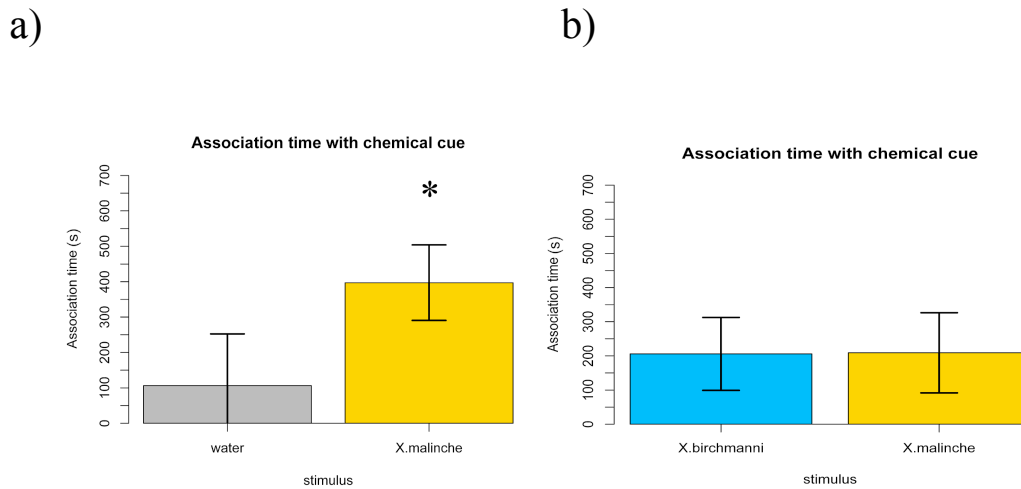 a)
Association time with chemical cue
*
Association time (s)
700
600
500
400
300
200
100
0
water X.malinche
stimulus
b)
Association time with chemical cue
Association time (s)
700
600
500
400
300
200
100
0
X.birchmanni X.malinche
stimulus